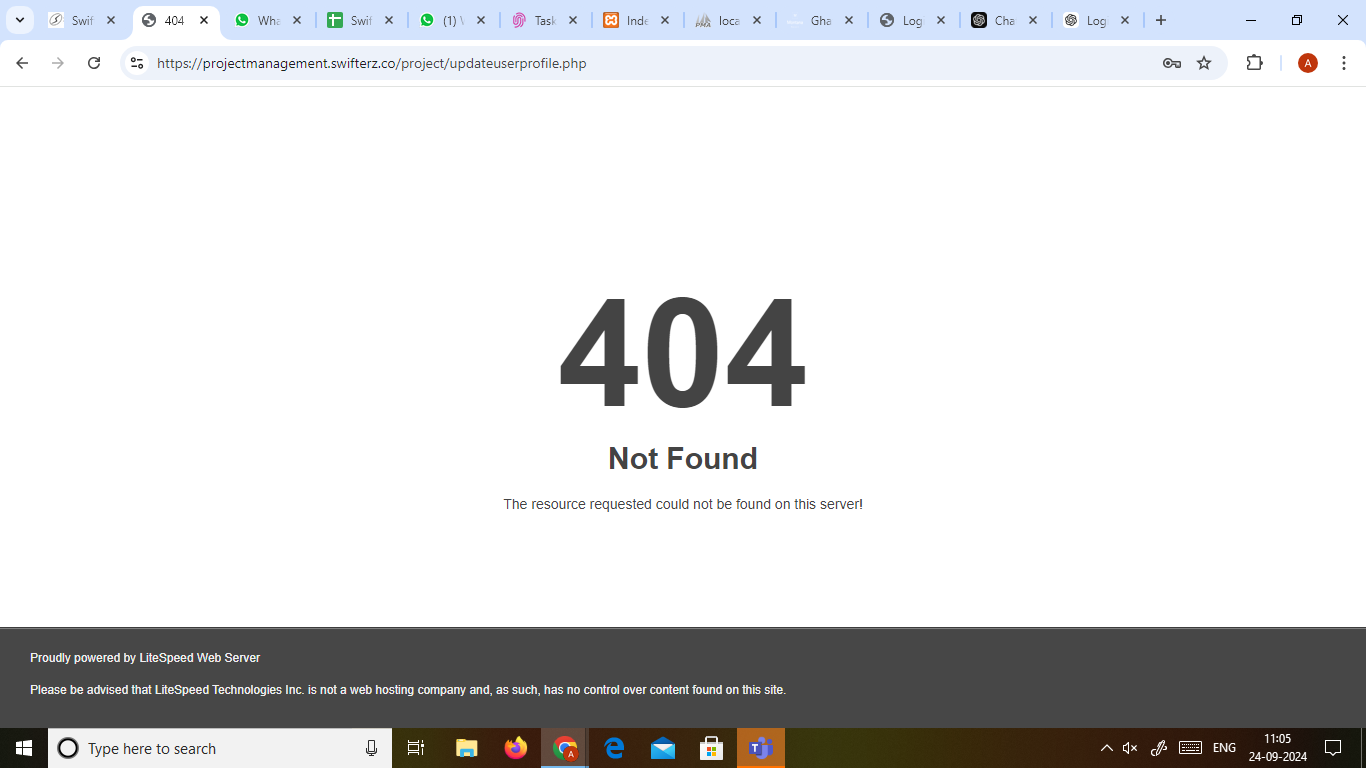 Swif
404
Wha
Swif
(1)
Task
Inde
loca
Gha
Log
Cha
Log
https://projectmanagement.swifterz.co/project/updateuserprofile.php
A
404
Not Found
The resource requested could not be found on this server!
Proudly powered by LiteSpeed Web Server
Please be advised that LiteSpeed Technologies Inc. is not a web hosting company and, as such, has no control over content found on this site.
Type here to search
A
ENG
11:05
24-09-2024